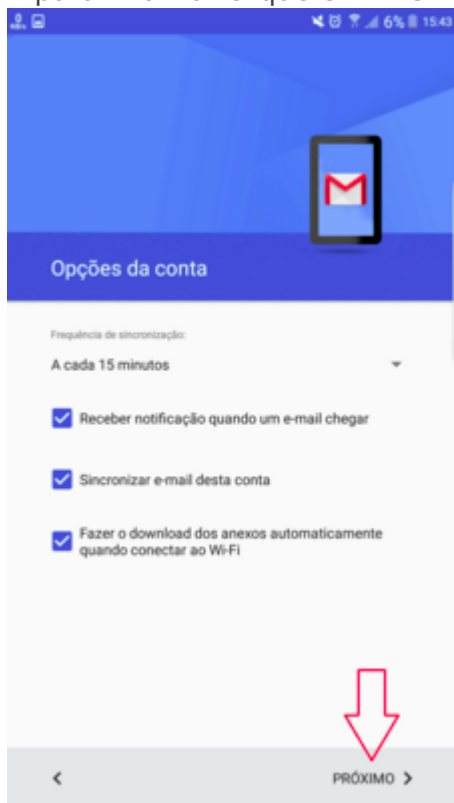 6% 15:43
Opções da conta
Frequência de sincronização:
A cada 15 minutos
Receber notificação quando um e-mail chegar
Sincronizar e-mail desta conta
Fazer o download dos anexos automaticamente
quando conectar ao Wi-Fi
PRÓXIMO